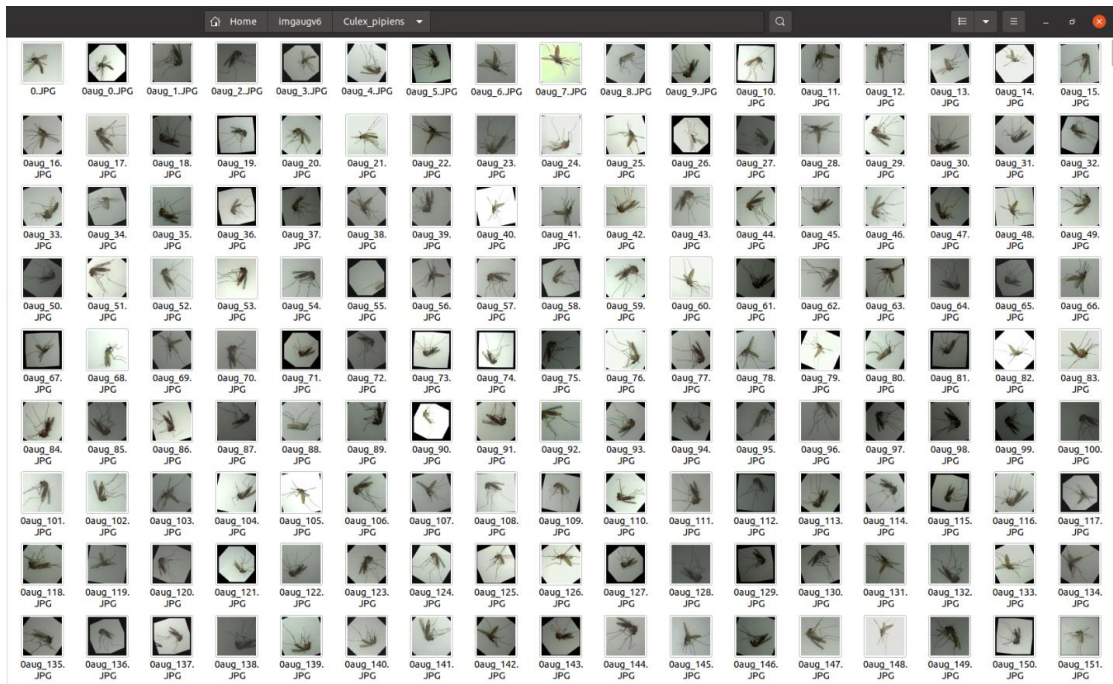 Home imgaugv6 Culex_pipiens
0.JPG 0aug_0.JPG 0aug_1.JPG 0aug_2.JPG 0aug_3.JPG 0aug_4.JPG 0aug_5.JPG 0aug_6.JPG 0aug_7.JPG 0aug_8.JPG 0aug_9.JPG 0aug_10. 0aug_11. 0aug_12. 0aug_13. 0aug_14. 0aug_15.
JPG JPG JPG JPG JPG JPG
0aug_16. 0aug_17. 0aug_18. 0aug_19. 0aug_20. 0aug_21. 0aug_22. 0aug_23. 0aug_24. 0aug_25. 0aug_26. 0aug_27. 0aug_28. 0aug_29. 0aug_30. 0aug_31. 0aug_32.
JPG JPG JPG JPG JPG JPG JPG JPG JPG JPG JPG JPG JPG JPG JPG JPG JPG
0aug_33. 0aug_34. 0aug_35. 0aug_36. 0aug_37. 0aug_38. 0aug_39. 0aug_40. 0aug_41. 0aug_42. 0aug_43. 0aug_44. 0aug_45. 0aug_46. 0aug_47. 0aug_48. 0aug_49.
JPG JPG JPG JPG JPG JPG JPG JPG JPG JPG JPG JPG JPG JPG JPG JPG JPG
0aug_50. 0aug_51. 0aug_52. 0aug_53. 0aug_54. 0aug_55. 0aug_56. 0aug_57. 0aug_58. 0aug_59. 0aug_60. 0aug_61. 0aug_62. 0aug_63. 0aug_64. 0aug_65. 0aug_66.
JPG JPG JPG JPG JPG JPG JPG JPG JPG JPG JPG JPG JPG JPG JPG JPG JPG
0aug_67. 0aug_68. 0aug_69. 0aug_70. 0aug_71. 0aug_72. 0aug_73. 0aug_74. 0aug_75. 0aug_76. 0aug_77. 0aug_78. 0aug_79. 0aug_80. 0aug_81. 0aug_82. 0aug_83.
JPG JPG JPG JPG JPG JPG JPG JPG JPG JPG JPG JPG JPG JPG JPG JPG JPG
0aug_84. 0aug_85. 0aug_86. 0aug_87. 0aug_88. 0aug_89. 0aug_90. 0aug_91. 0aug_92. 0aug_93. 0aug_94. 0aug_95. 0aug_96. 0aug_97. 0aug_98. 0aug_99. 0aug_100.
JPG JPG JPG JPG JPG JPG JPG JPG JPG JPG JPG JPG JPG JPG JPG JPG JPG
0aug_101. 0aug_102. 0aug_103. 0aug_104. 0aug_105. 0aug_106. 0aug_107. 0aug_108. 0aug_109. 0aug_110. 0aug_111. 0aug_112. 0aug_113. 0aug_114. 0aug_115. 0aug_116. 0aug_117.
JPG JPG JPG JPG JPG JPG JPG JPG JPG JPG JPG JPG JPG JPG JPG JPG JPG
0aug_118. 0aug_119. 0aug_120. 0aug_121. 0aug_122. 0aug_123. 0aug_124. 0aug_125. 0aug_126. 0aug_127. 0aug_128. 0aug_129. 0aug_130. 0aug_131. 0aug_132. 0aug_133. 0aug_134.
JPG JPG JPG JPG JPG JPG JPG JPG JPG JPG JPG JPG JPG JPG JPG JPG JPG
0aug_135. 0aug_136. 0aug_137. 0aug_138. 0aug_139. 0aug_140. 0aug_141. 0aug_142. 0aug_143. 0aug_144. 0aug_145. 0aug_146. 0aug_147. 0aug_148. 0aug_149. 0aug_150. 0aug_151.
JPG JPG JPG JPG JPG JPG JPG JPG JPG JPG JPG JPG JPG JPG JPG JPG JPG